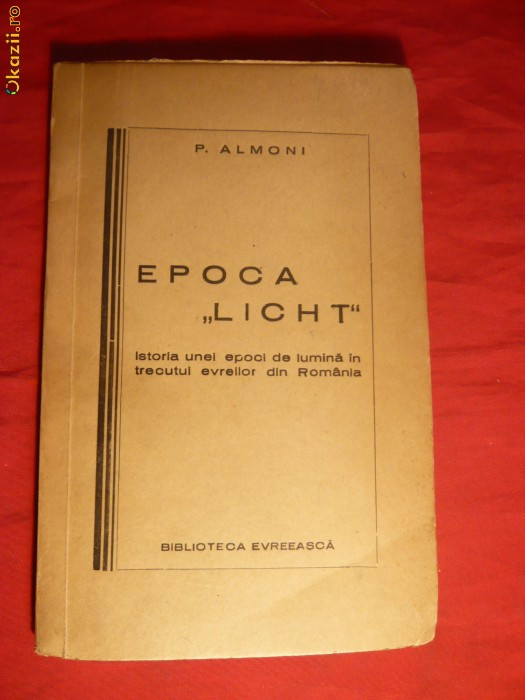 Okazii.ro
P. ALMONI
EPOCA
„LICHT“
Istoria unei epoci de lumină în
trecutul evreilor din România
BIBLIOTECA EVREEASCĂ